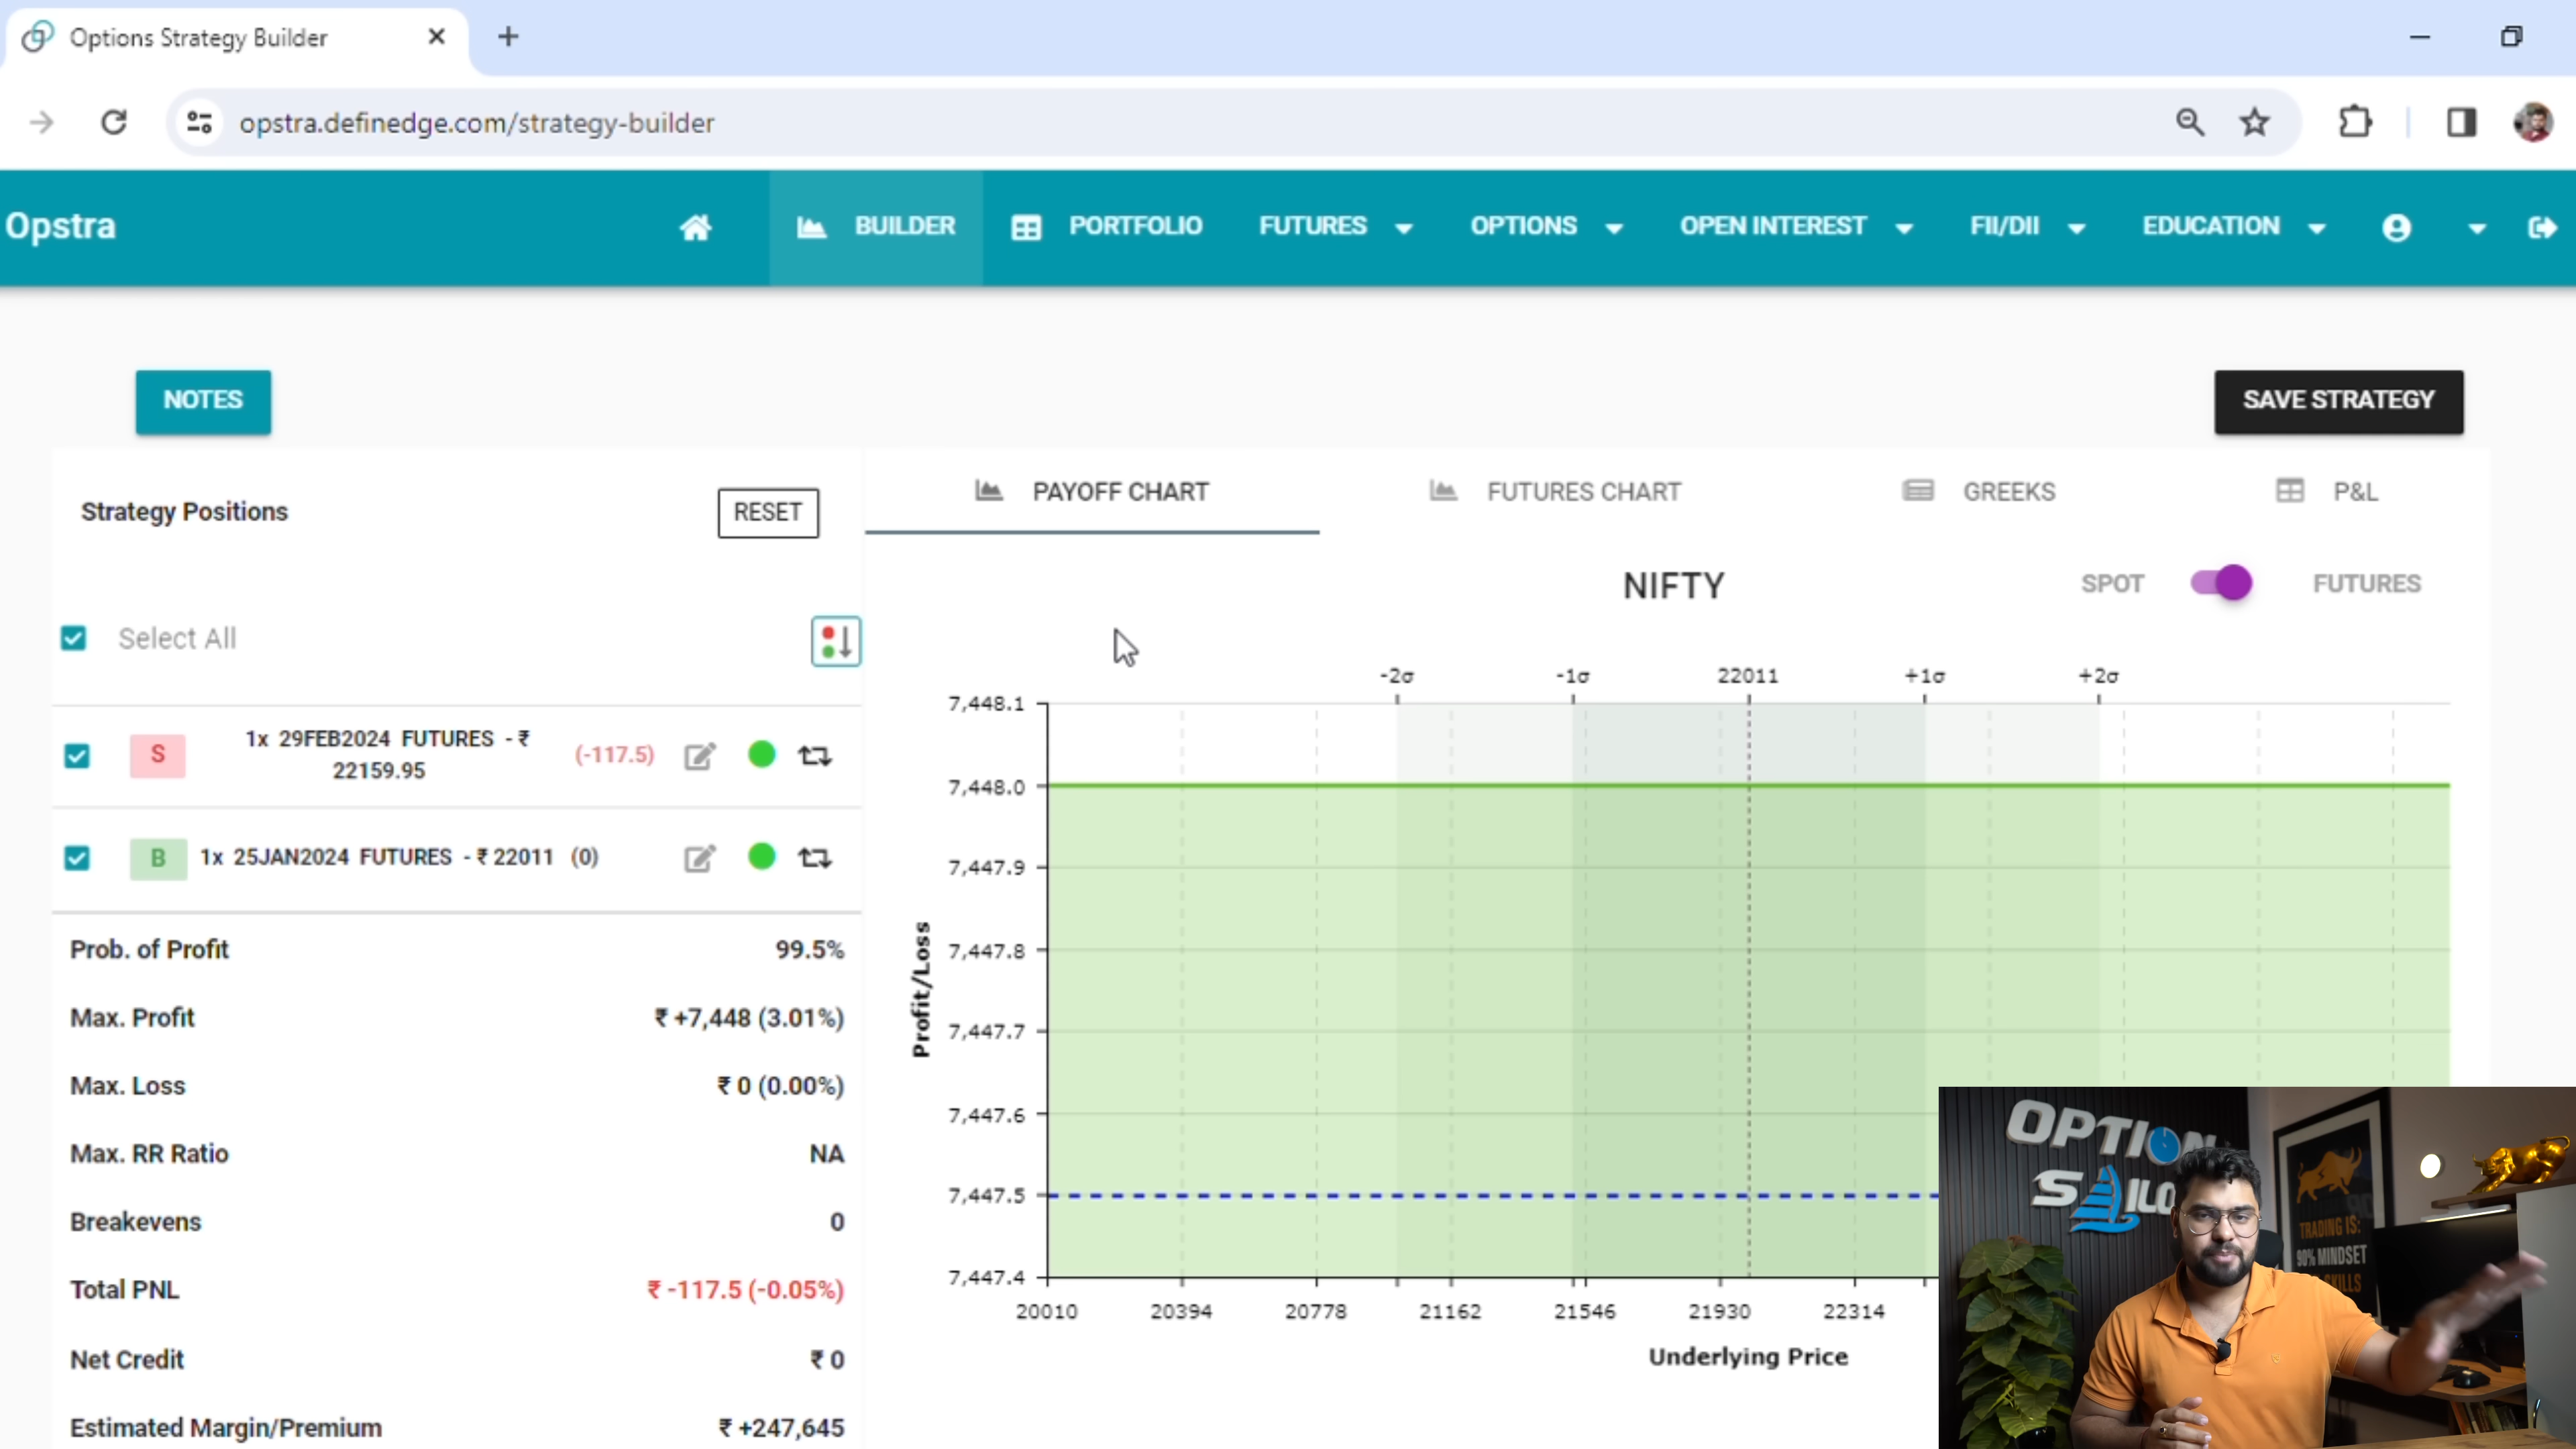 Options Strategy Builder
opstra.definedge.com/strategy-builder
Opstra
BUILDER
PORTFOLIO
FUTURES
OPTIONS
OPEN INTEREST
FII/DII
EDUCATION
NOTES
SAVE STRATEGY
Strategy Positions
RESET
PAYOFF CHART
FUTURES CHART
GREEKS
P&L
NIFTY
SPOT
FUTURES
Select All
S
1x 29FEB2024 FUTURES - ₹
22159.95
(-117.5)
B
1x 25JAN2024 FUTURES - ₹ 22011 (0)
Prob. of Profit 99.5%
Max. Profit ₹ +7,448 (3.01%)
Max. Loss ₹ 0 (0.00%)
Max. RR Ratio NA
Breakevens 0
Total PNL ₹ -117.5 (-0.05%)
Net Credit ₹ 0
Estimated Margin/Premium ₹ +247,645
-2σ -1σ 22011 +1σ +2σ
7,448.1
7,448.0
7,447.9
7,447.8
7,447.7
7,447.6
7,447.5
7,447.4
Profit/Loss
20010 20394 20778 21162 21546 21930 22314
Underlying Price
TRADING IS:
90% MINDSET
SKILLS